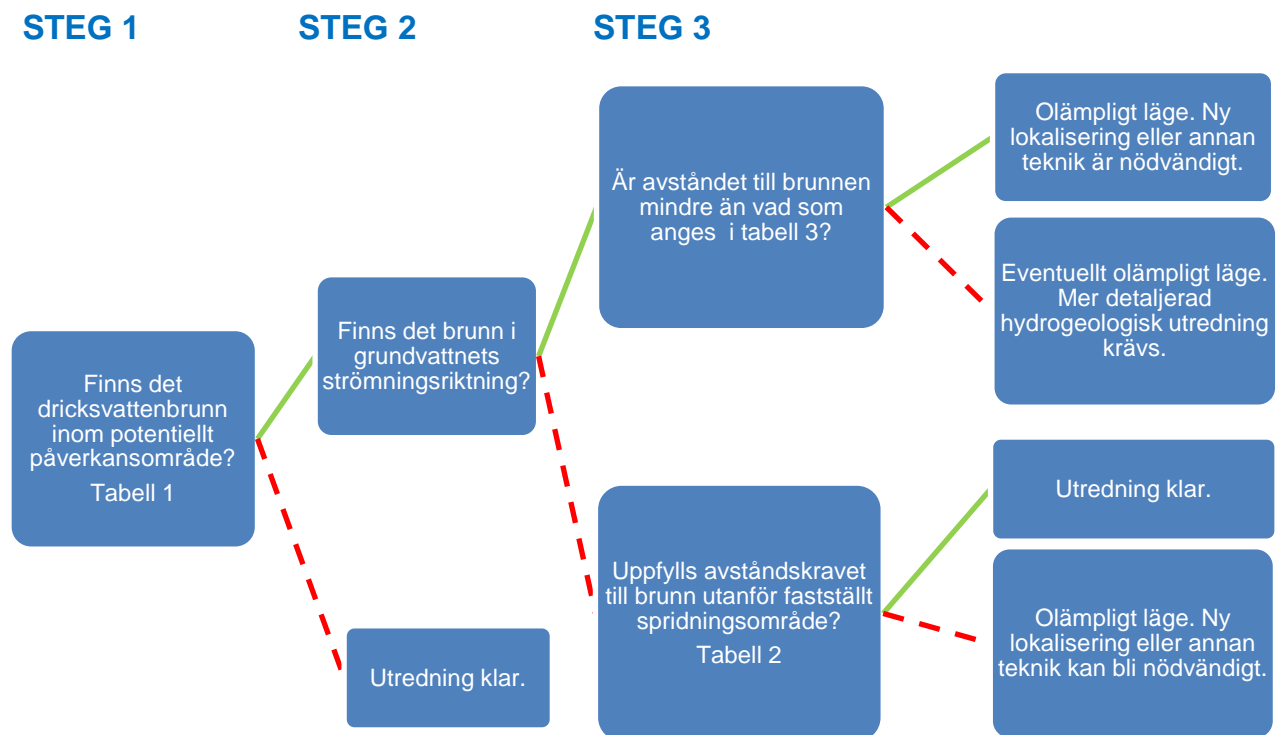 STEG 1
STEG 2
STEG 3
Finns det
dricksvattenbrunn
inom potentiellt
påverkansområde?
Tabell 1
Finns det brunn i
grundvattnets
strömningsriktning?
Utredning klar.
Är avståndet till brunnen
mindre än vad som
anges i tabell 3?
Uppfylls avståndskravet
till brunn utanför fastställt
spridningsområde?
Tabell 2
Olämpligt läge. Ny
lokalisering eller annan
teknik är nödvändigt.
Eventuellt olämpligt läge.
Mer detaljerad
hydrogeologisk utredning
krävs.
Utredning klar.
Olämpligt läge. Ny
lokalisering eller annan
teknik kan bli nödvändigt.